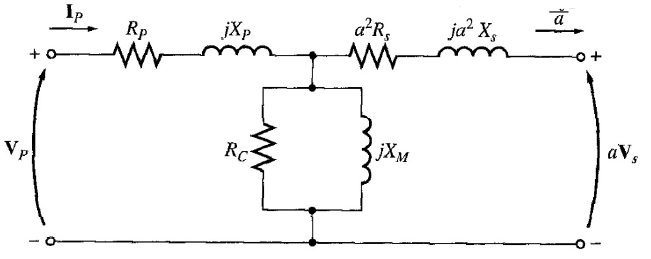 I_P
R_P
jX_P
a²R_s
ja² X_s
a
+
+
V_P
R_C
jX_M
aV_s
−
−